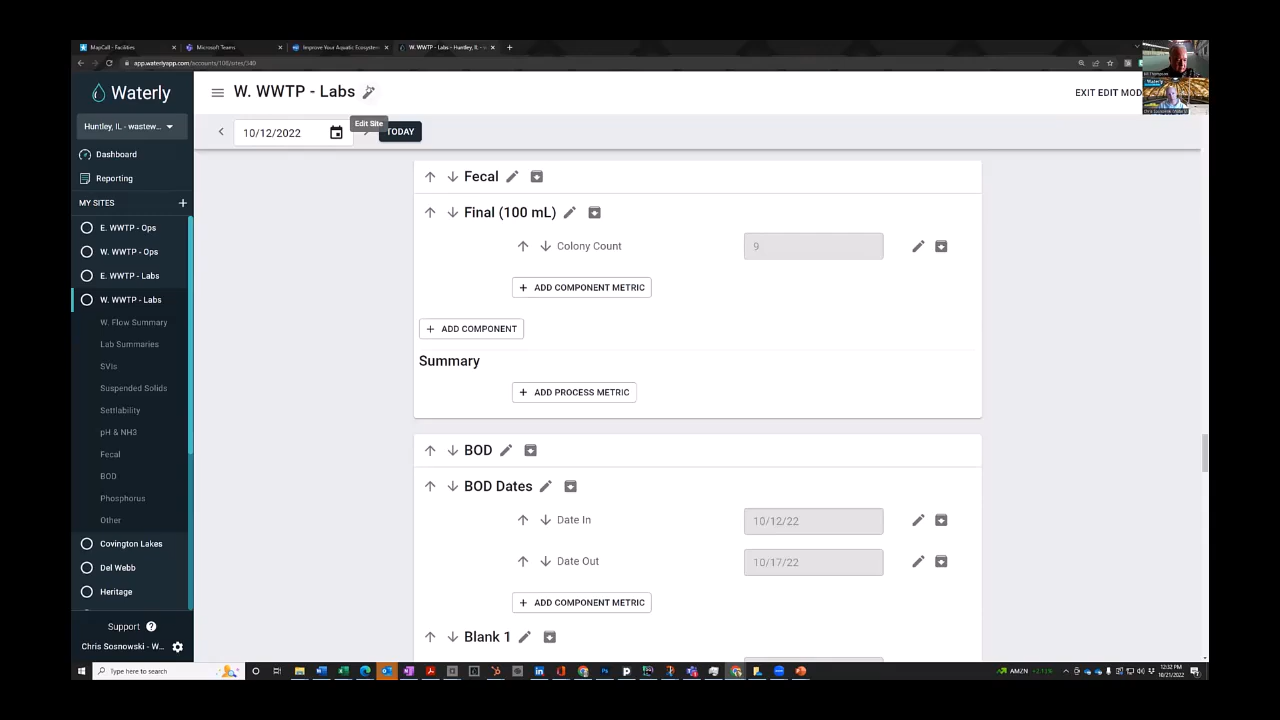 MapCall - Facilities
Microsoft Teams
Improve Your Aquatic Ecosystem
W. WWTP - Labs - Huntley, IL -
app.waterlyapp.com/accounts/106/sites/340
Waterly
W. WWTP - Labs
EXIT EDIT MOD
Edit Site
Huntley, IL - wastew...
10/12/2022
TODAY
Dashboard
Reporting
MY SITES
E. WWTP - Ops
W. WWTP - Ops
E. WWTP - Labs
W. WWTP - Labs
W. Flow Summary
Lab Summaries
SVIs
Suspended Solids
Settlability
pH & NH3
Fecal
BOD
Phosphorus
Other
Covington Lakes
Del Webb
Heritage
Support
Chris Sosnowski - W...
Fecal
Final (100 mL)
Colony Count
9
ADD COMPONENT METRIC
ADD COMPONENT
Summary
ADD PROCESS METRIC
BOD
BOD Dates
Date In
10/12/22
Date Out
10/17/22
ADD COMPONENT METRIC
Blank 1
Waterly
Type here to search
AMZN
12:32 PM
10/21/2022